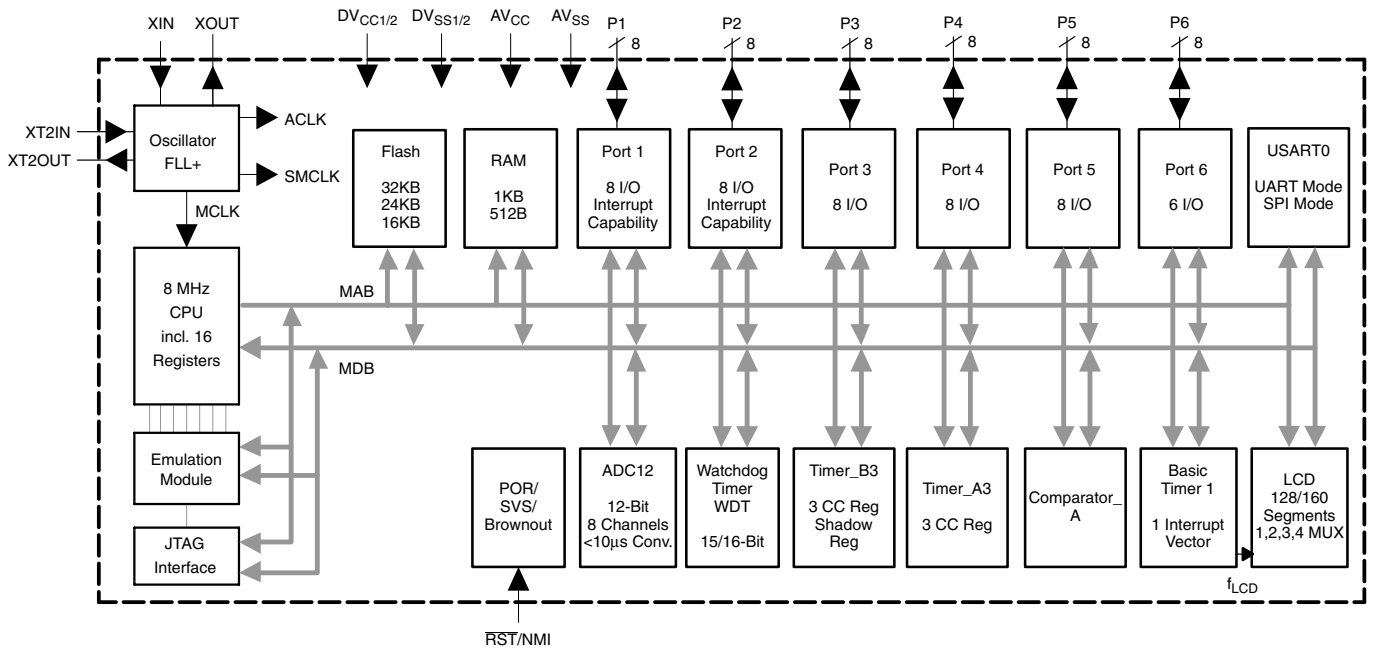 XIN
XOUT
DVCC1/2
DVSS1/2
AVCC
AVSS
P1
8
P2
8
P3
8
P4
8
P5
8
P6
8
XT2IN
XT2OUT
Oscillator
FLL+
ACLK
SMCLK
MCLK
Flash
32KB
24KB
16KB
RAM
1KB
512B
Port 1
8 I/O
Interrupt
Capability
Port 2
8 I/O
Interrupt
Capability
Port 3
8 I/O
Port 4
8 I/O
Port 5
8 I/O
Port 6
6 I/O
USART0
UART Mode
SPI Mode
8 MHz
CPU
incl. 16
Registers
MAB
MDB
Emulation
Module
JTAG
Interface
POR/
SVS/
Brownout
ADC12
12-Bit
8 Channels
<10μs Conv.
Watchdog
Timer
WDT
15/16-Bit
Timer_B3
3 CC Reg
Shadow
Reg
Timer_A3
3 CC Reg
Comparator_
A
Basic
Timer 1
1 Interrupt
Vector
LCD
128/160
Segments
1,2,3,4 MUX
fLCD
RST/NMI